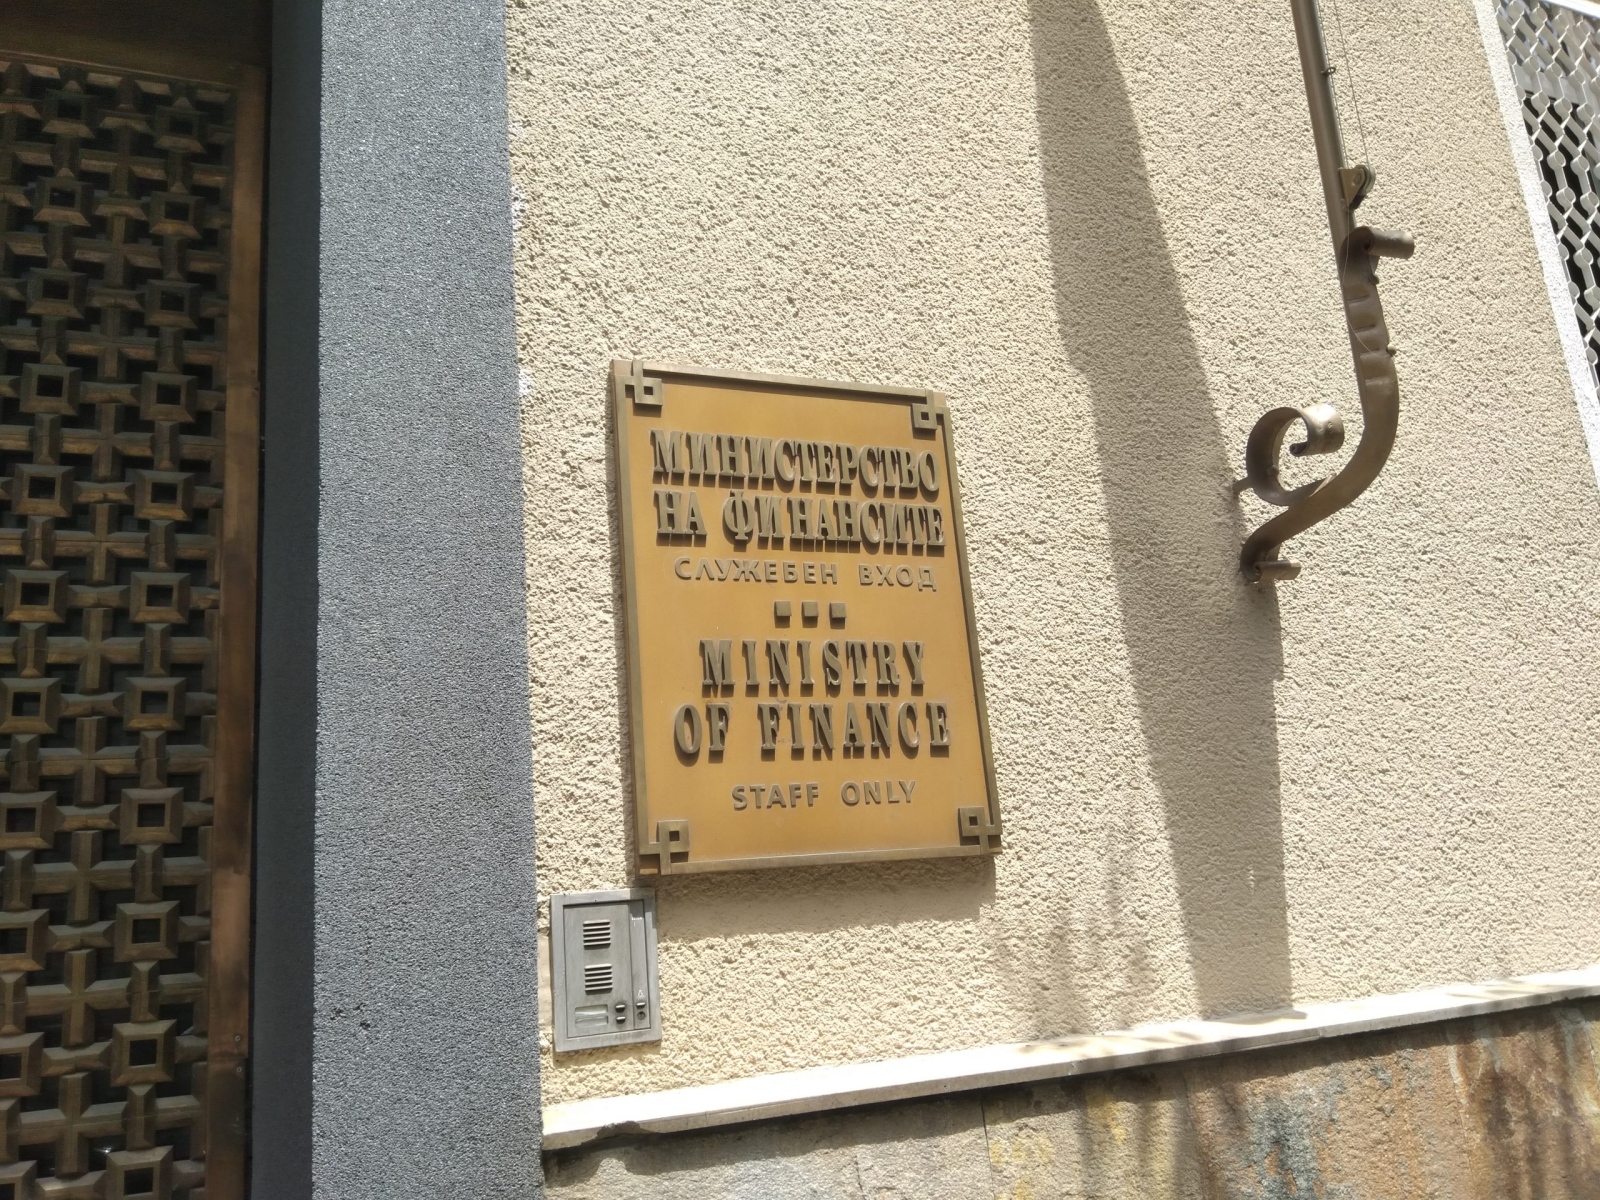 МИНИСТЕРСТВО
НА ФИНАНСИТЕ
СЛУЖЕБЕН ВХОД
MINISTRY
OF FINANCE
STAFF ONLY